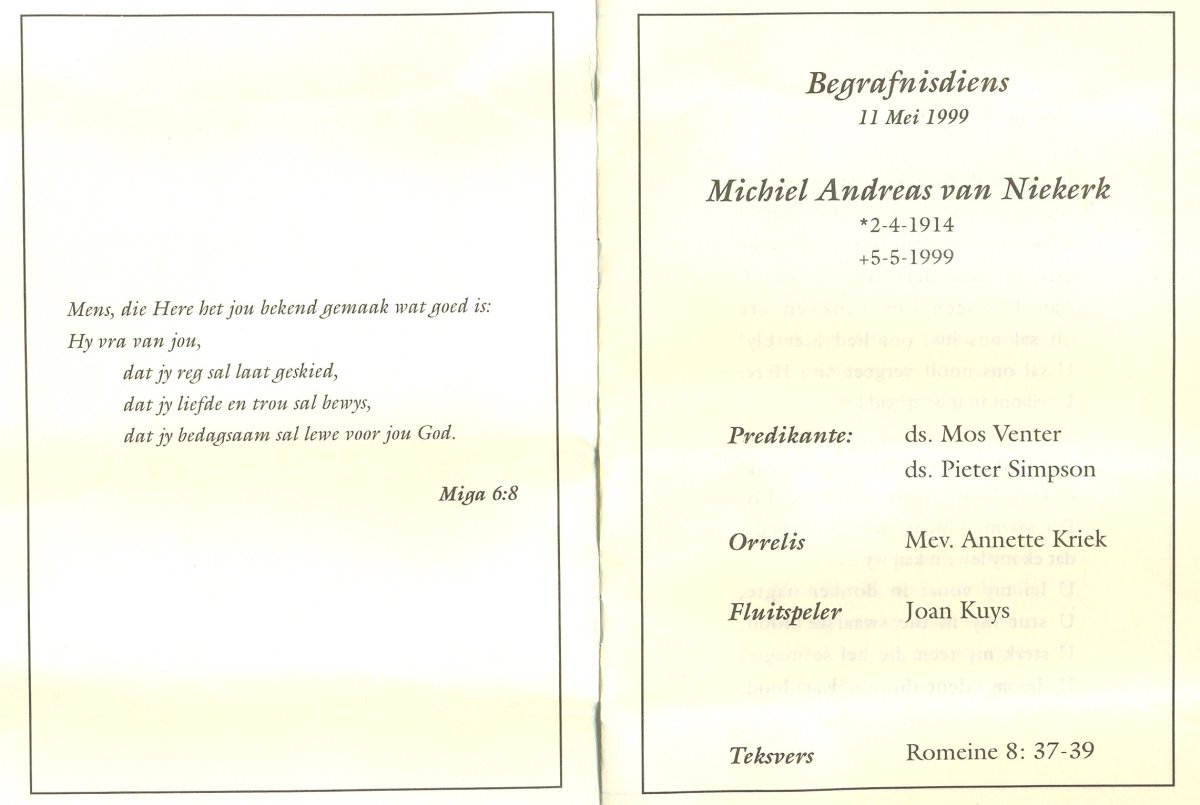 Mens, die Here het jou bekend gemaak wat goed is:
Hy vra van jou,
dat jy reg sal laat geskied,
dat jy liefde en trou sal bewys,
dat jy bedagsaam sal lewe voor jou God.
Miga 6:8
Begrafnisdiens
11 Mei 1999
Michiel Andreas van Niekerk
*2-4-1914
+5-5-1999
Predikante: ds. Mos Venter
ds. Pieter Simpson
Orrelis Mev. Annette Kriek
Fluitspeler Joan Kuys
Teksvers Romeine 8: 37-39